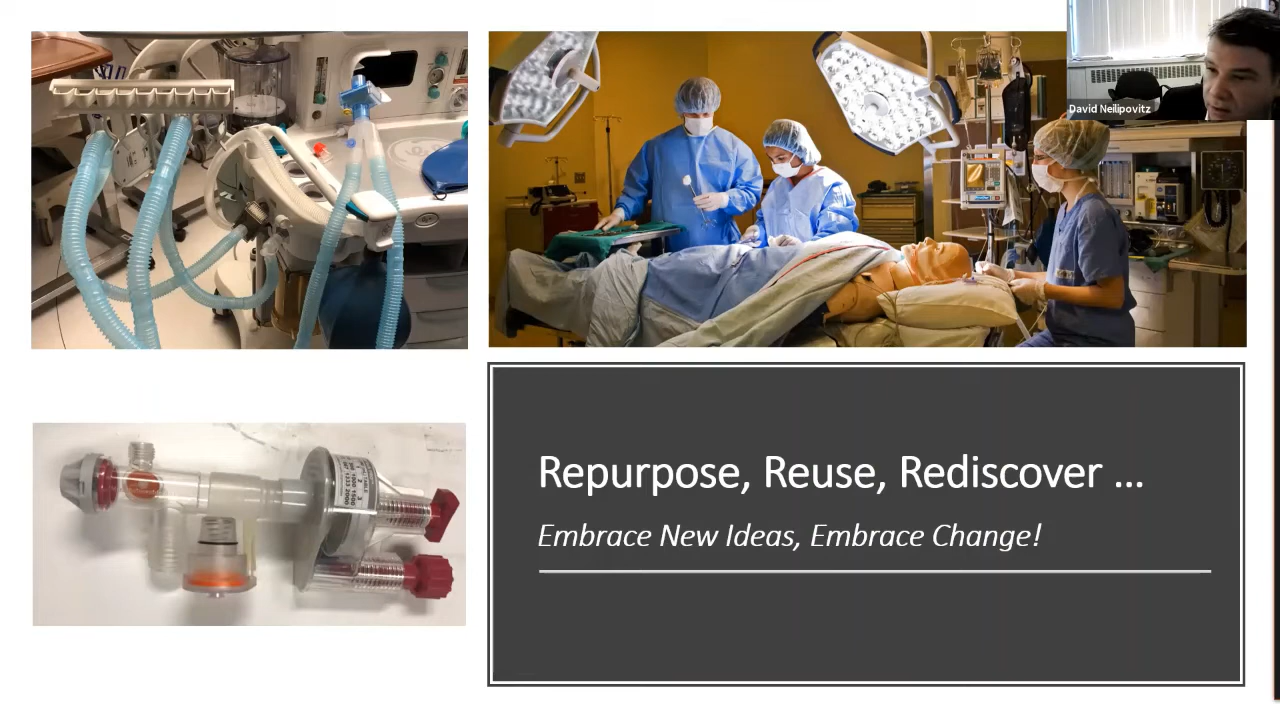 David Neilipovitz
Repurpose, Reuse, Rediscover ...
Embrace New Ideas, Embrace Change!